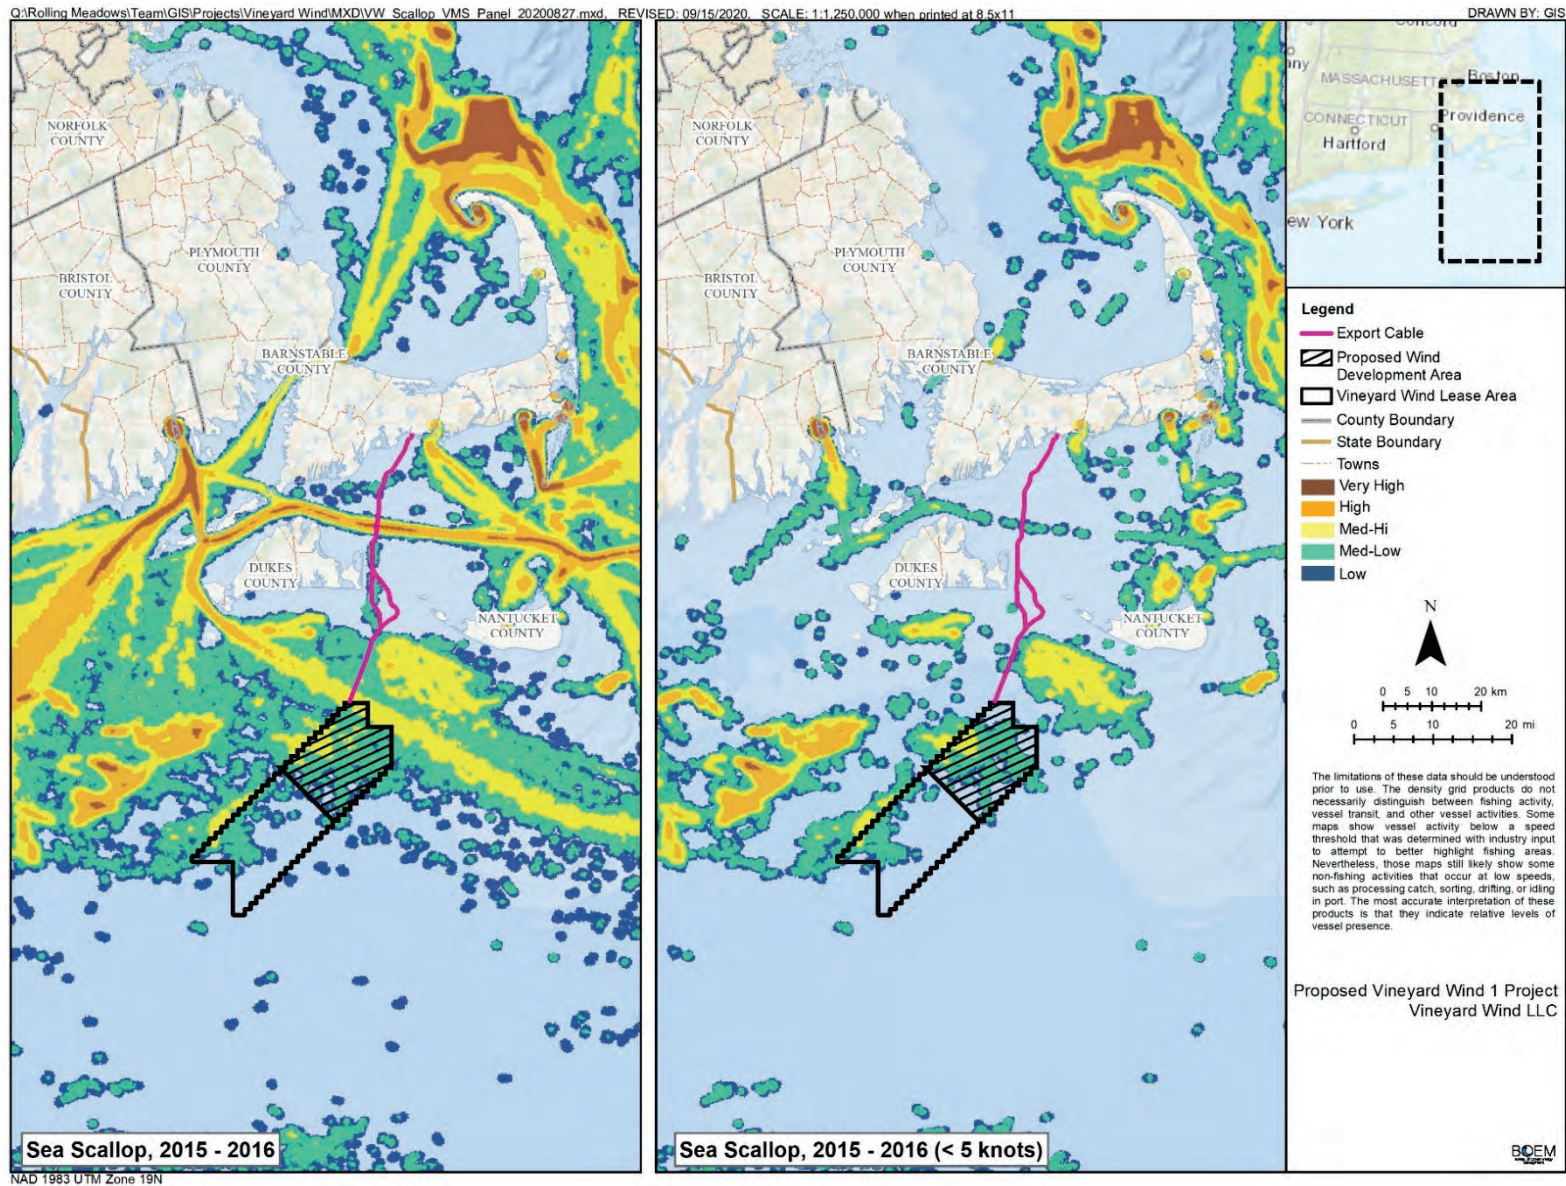 Q:\Rolling Meadows\Team\GIS\Projects\Vineyard Wind\MXD\VW_Scallop_VMS_Panel_20200827.mxd, REVISED: 09/15/2020, SCALE: 1:1,250,000 when printed at 8.5x11
DRAWN BY: GIS
NORFOLK
COUNTY
PLYMOUTH
COUNTY
BRISTOL
COUNTY
BARNSTABLE
COUNTY
DUKES
COUNTY
NANTUCKET
COUNTY
Sea Scallop, 2015 - 2016
NORFOLK
COUNTY
PLYMOUTH
COUNTY
BRISTOL
COUNTY
BARNSTABLE
COUNTY
DUKES
COUNTY
NANTUCKET
COUNTY
Sea Scallop, 2015 - 2016 (< 5 knots)
Concord
any
MASSACHUSETT
Boston
CONNECTICUT
Providence
Hartford
ew York
Legend
Export Cable
Proposed Wind
Development Area
Vineyard Wind Lease Area
County Boundary
State Boundary
Towns
Very High
High
Med-Hi
Med-Low
Low
N
0 5 10 20 km
0 5 10 20 mi
The limitations of these data should be understood
prior to use. The density grid products do not
necessarily distinguish between fishing activity,
vessel transit, and other vessel activities. Some
maps show vessel activity below a speed
threshold that was determined with industry input
to attempt to better highlight fishing areas.
Nevertheless, those maps still likely show some
non-fishing activities that occur at low speeds,
such as processing catch, sorting, drifting, or idling
in port. The most accurate interpretation of these
products is that they indicate relative levels of
vessel presence.
Proposed Vineyard Wind 1 Project
Vineyard Wind LLC
BOEM
NAD 1983 UTM Zone 19N